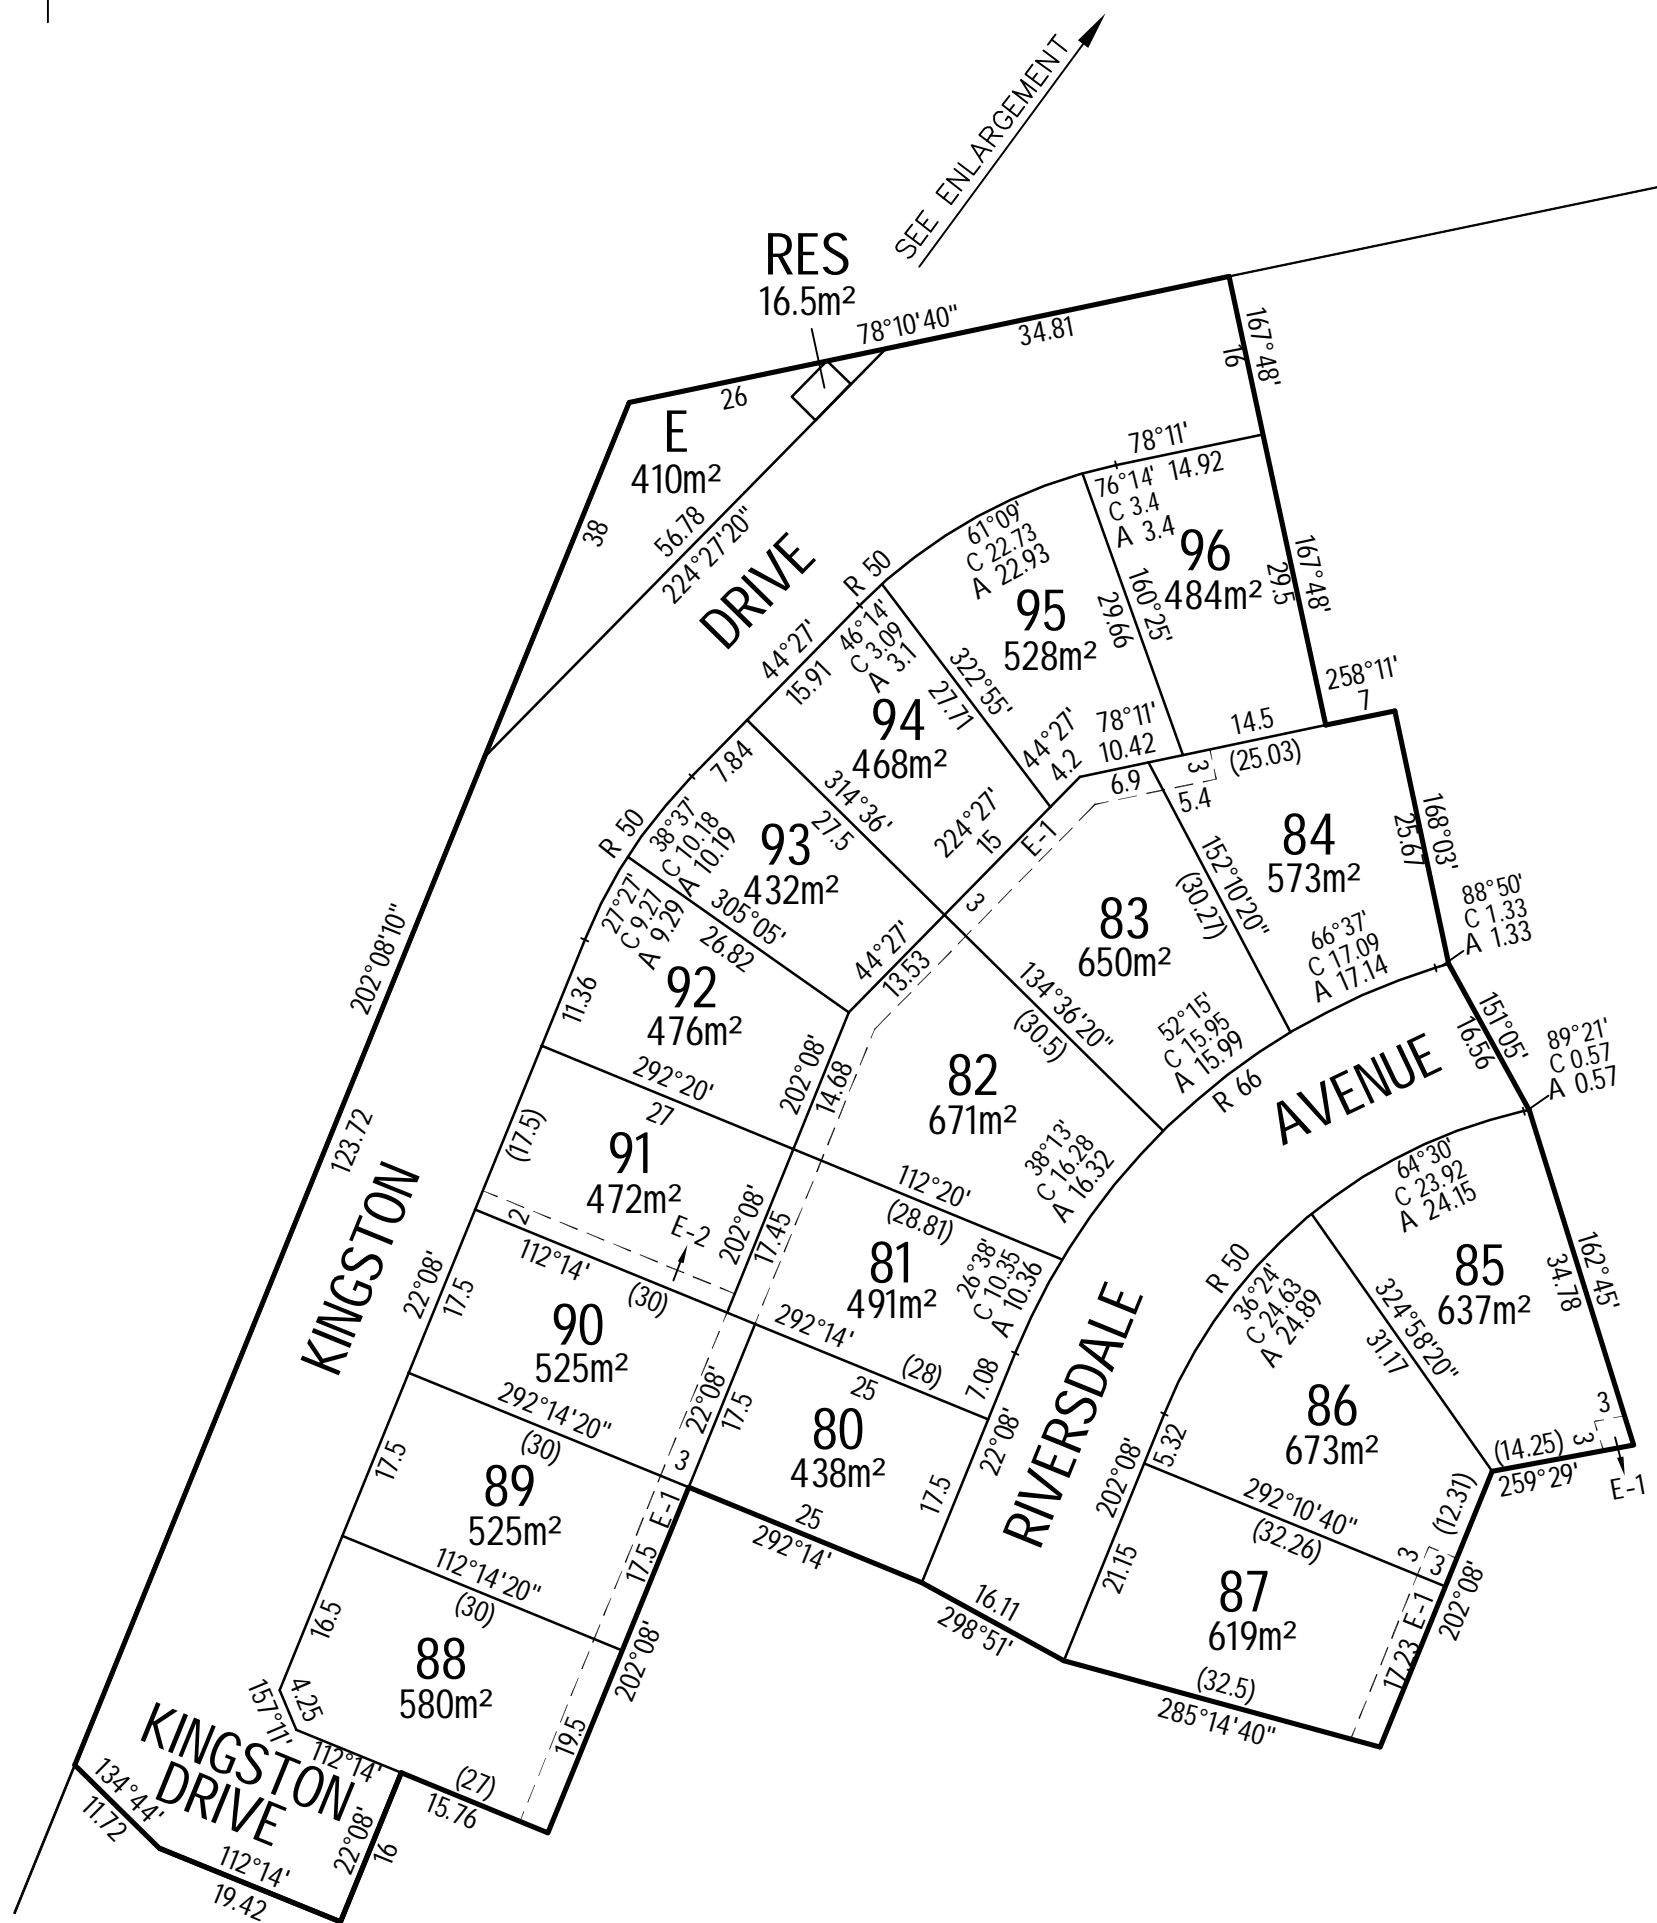 SEE ENLARGEMENT
RES
16.5m²
78°10'40"
34.81
26
E
410m²
38
56.78
224°27'20"
DRIVE
167°48'
16
78°11'
14.92
76°14'
C 3.4
A 3.4
96
484m²
167°48'
29.5
61°09'
C 22.73
A 22.93
R 50
95
528m²
160°25'
29.66
44°27'
15.91
46°14'
C 3.09
A 3.1
322°55'
27.71
94
468m²
258°11'
7
78°11'
10.42
14.5
(25.03)
44°27'
4.2
6.9
3
5.4
7.84
R 50
38°37'
C 10.18
A 10.19
314°36'
27.5
93
432m²
224°27'
15
E-1
3
84
573m²
168°03'
25.67
152°10'20"
(30.27)
88°50'
C 1.33
A 1.33
66°37'
C 17.09
A 17.14
27°27'
C 9.27
A 9.29
305°05'
26.82
44°27'
13.53
83
650m²
202°08'10"
123.72
11.36
92
476m²
134°36'20"
(30.5)
52°15'
C 15.95
A 15.99
R 66
AVENUE
151°05'
16.56
89°21'
C 0.57
A 0.57
292°20'
27
202°08'
14.68
82
671m²
38°13'
C 16.28
A 16.32
(17.5)
91
472m²
2
E-2
112°14'
(30)
202°08'
17.45
112°20'
(28.81)
64°30'
C 23.92
A 24.15
KINGSTON
22°08'
17.5
90
525m²
81
491m²
26°38'
C 10.35
A 10.36
R 50
36°24'
C 24.63
A 24.89
85
637m²
162°45'
34.78
324°58'20"
31.17
292°14'
(28)
25
7.08
RIVERSDALE
22°08'
17.5
292°14'20"
(30)
17.5
89
525m²
3
E-1
17.5
80
438m²
22°08'
17.5
25
292°14'
86
673m²
5.32
202°08'
3
3
(14.25)
259°29'
E-1
292°10'40"
(32.26)
(12.31)
3
3
112°14'20"
(30)
16.5
21.15
87
619m²
E-1
17.23
202°08'
16.11
298°51'
88
580m²
202°08'
19.5
4.25
157°11'
(32.5)
285°14'40"
KINGSTON
DRIVE
112°14'
(27)
15.76
134°44'
11.72
22°08'
16
112°14'
19.42